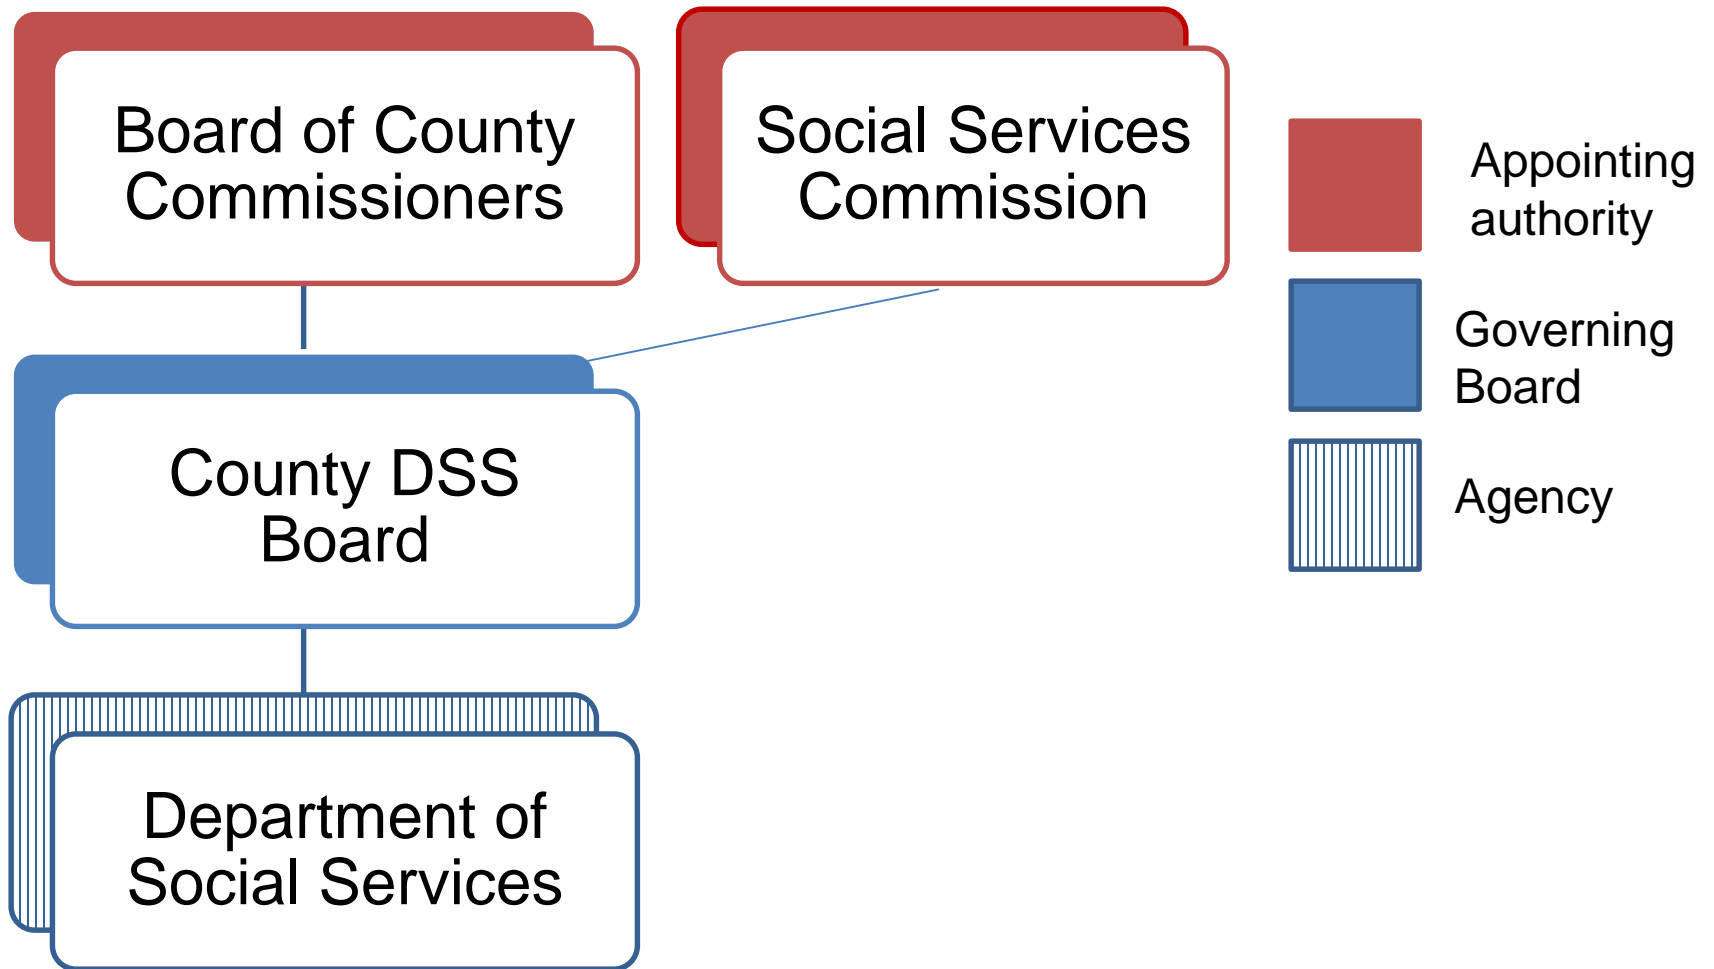 Board of County
Commissioners
Social Services
Commission
Appointing
authority
Governing
Board
Agency
County DSS
Board
Department of
Social Services